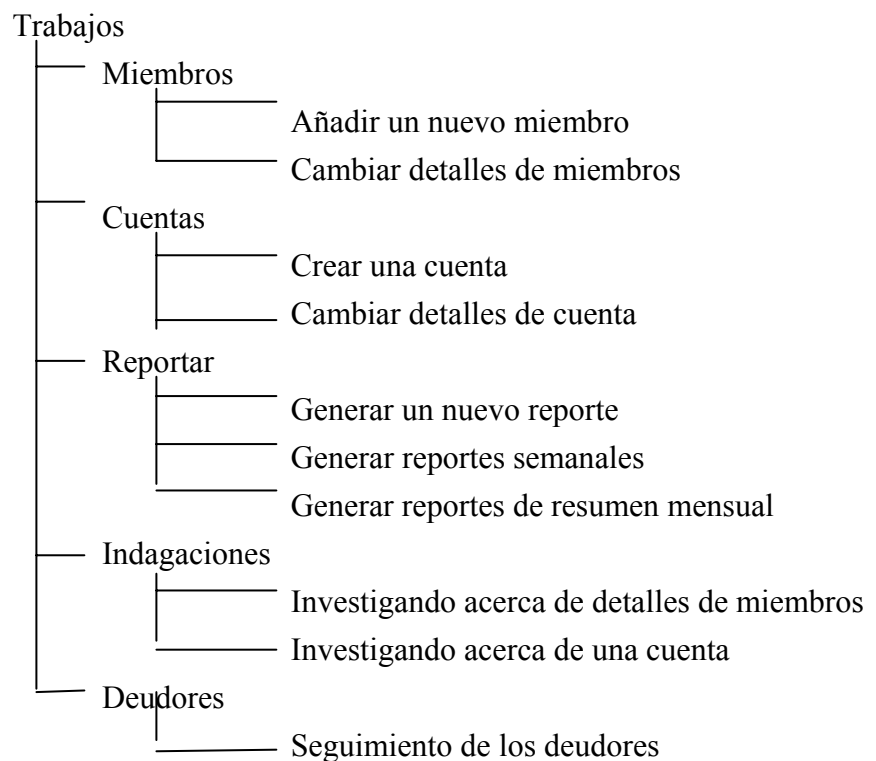 Trabajos
Miembros
Añadir un nuevo miembro
Cambiar detalles de miembros
Cuentas
Crear una cuenta
Cambiar detalles de cuenta
Reportar
Generar un nuevo reporte
Generar reportes semanales
Generar reportes de resumen mensual
Indagaciones
Investigando acerca de detalles de miembros
Investigando acerca de una cuenta
Deudores
Seguimiento de los deudores